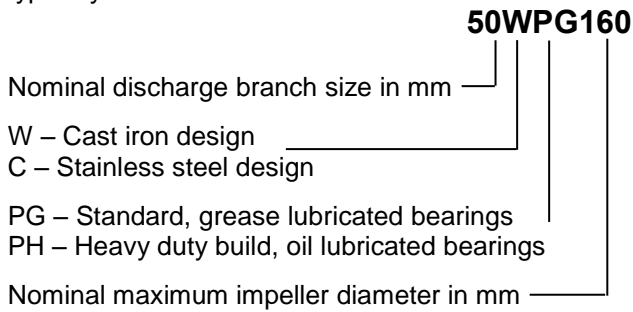 50WPG160
Nominal discharge branch size in mm
W – Cast iron design
C – Stainless steel design
PG – Standard, grease lubricated bearings
PH – Heavy duty build, oil lubricated bearings
Nominal maximum impeller diameter in mm